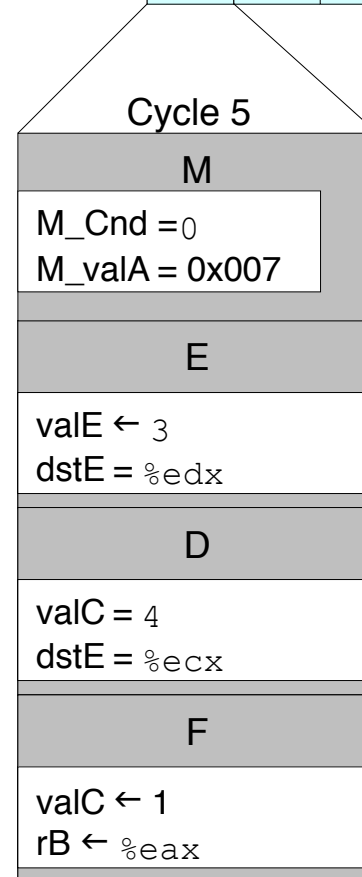 Cycle 5
M
M_Cnd = 0
M_valA = 0x007
E
valE ← 3
dstE = %edx
D
valC = 4
dstE = %ecx
F
valC ← 1
rB ← %eax